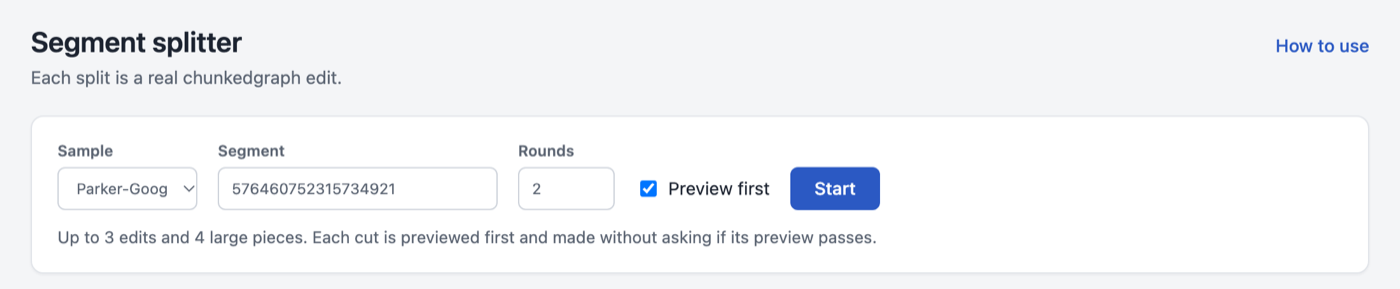 Segment splitter
How to use
Each split is a real chunkedgraph edit.
Sample
Segment
Rounds
Parker-Goog
576460752315734921
2
Preview first
Start
Up to 3 edits and 4 large pieces. Each cut is previewed first and made without asking if its preview passes.